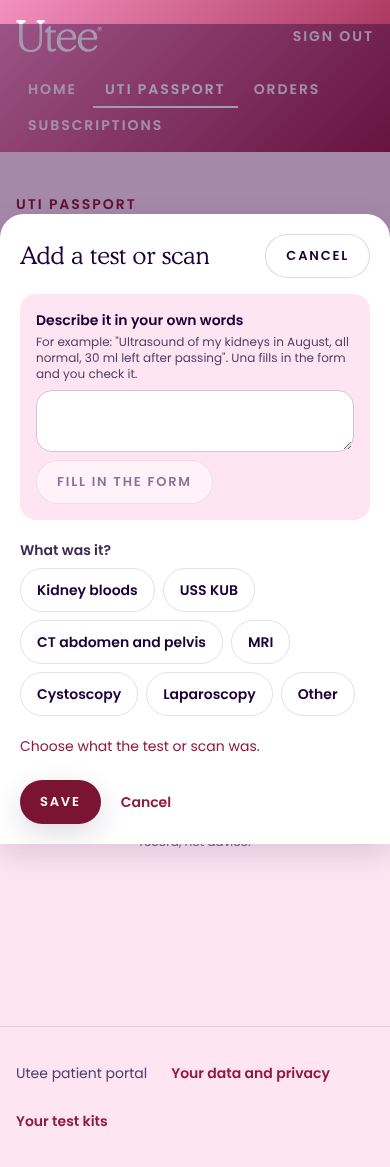 Utee
SIGN OUT
HOME UTI PASSPORT ORDERS
SUBSCRIPTIONS
UTI PASSPORT
Add a test or scan
CANCEL
Describe it in your own words
For example: "Ultrasound of my kidneys in August, all
normal, 30 ml left after passing". Una fills in the form
and you check it.
FILL IN THE FORM
What was it?
Kidney bloods USS KUB
CT abdomen and pelvis MRI
Cystoscopy Laparoscopy Other
Choose what the test or scan was.
SAVE Cancel
record, not advice.
Utee patient portal Your data and privacy
Your test kits